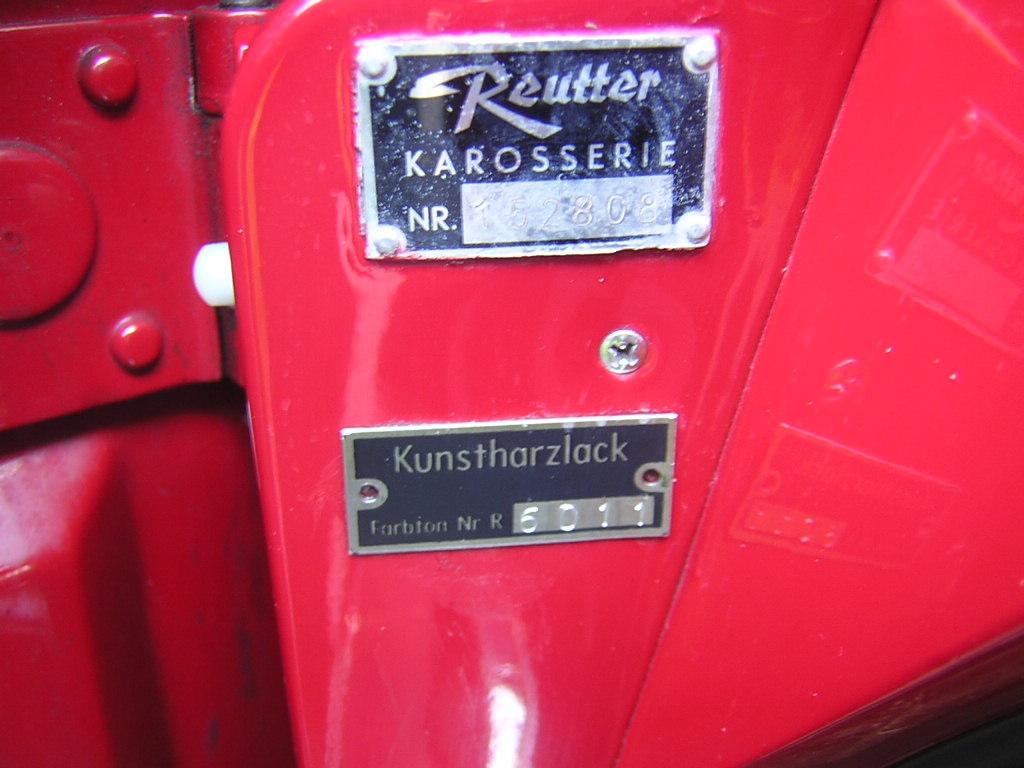 Reutter
KAROSSERIE
NR. 152808
Kunstharzlack
Farbton Nr R 6011